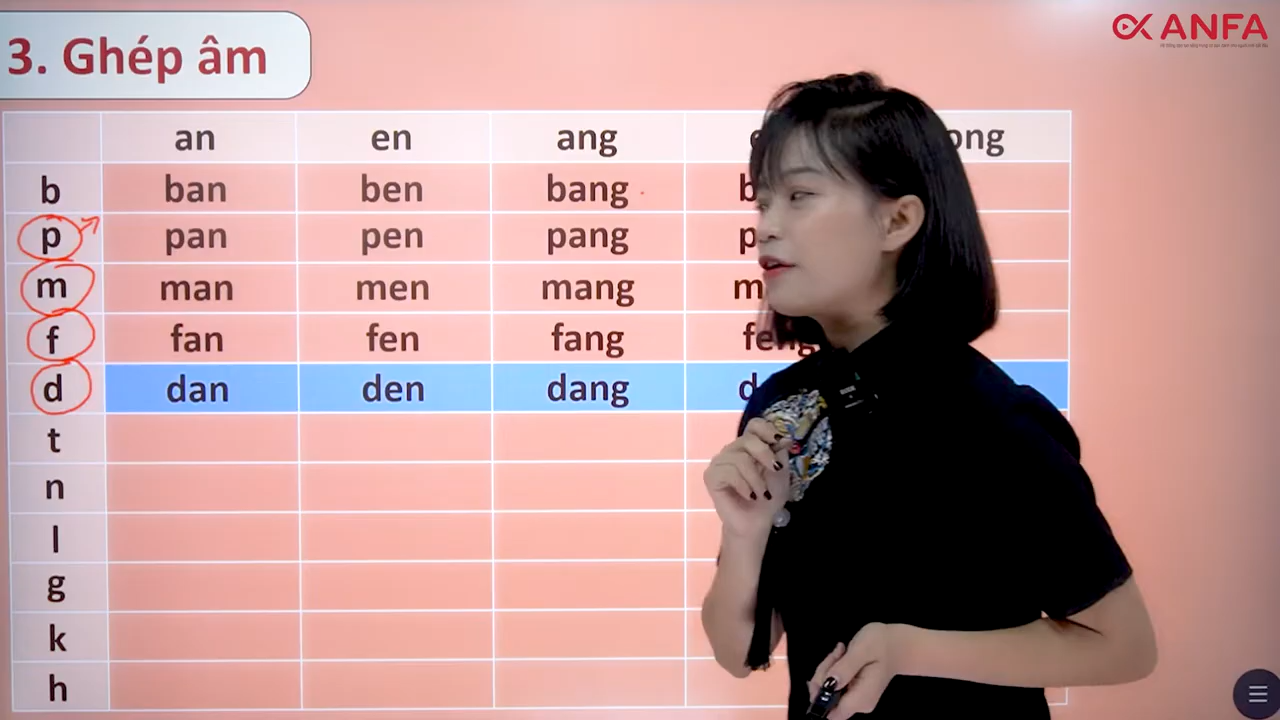 ANFA
3. Ghép âm
an en ang ong
b ban ben bang
p pan pen pang
m man men mang
f fan fen fang feng
d dan den dang
t
n
l
g
k
h